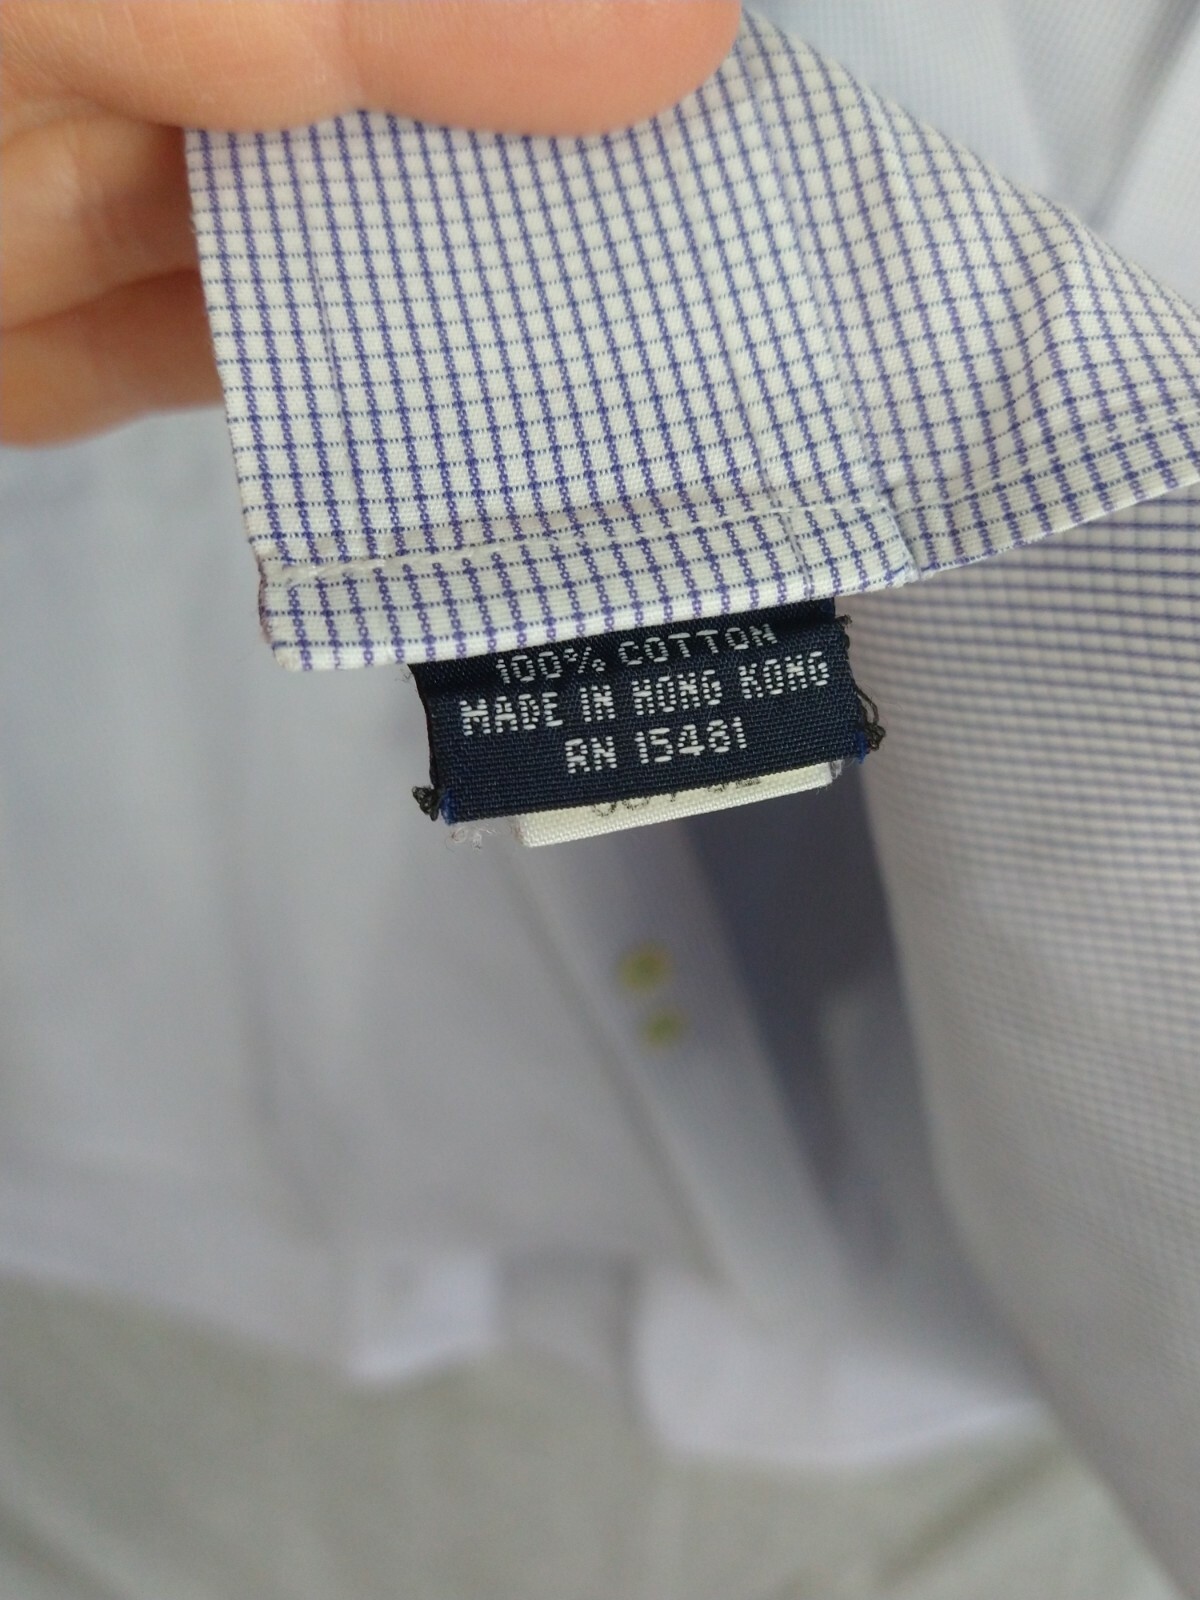 100% COTTON
MADE IN HONG KONG
RN 15481